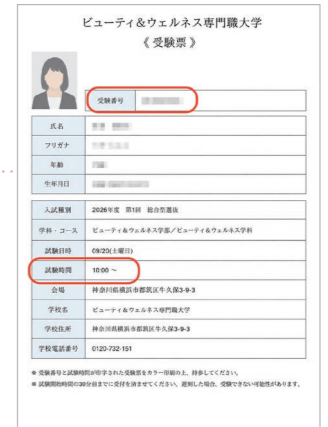 ビューティ&ウェルネス専門職大学
《 受験票 》
受験番号
氏名
フリガナ
年齢
生年月日
入試種別 2026年度 第1回 総合型選抜
学科・コース ビューティ&ウェルネス学部/ビューティ&ウェルネス学科
試験日時 09/20(土曜日)
試験時間 10:00 ~
会場 神奈川県横浜市都筑区牛久保3-9-3
学校名 ビューティ&ウェルネス専門職大学
学校住所 神奈川県横浜市都筑区牛久保3-9-3
学校電話番号 0120-732-151
※ 受験番号と試験時間が印字された受験票をカラー印刷の上、持参してください。
※ 試験開始時間の30分前までに受付を済ませてください。遅刻した場合、受験できない可能性があります。